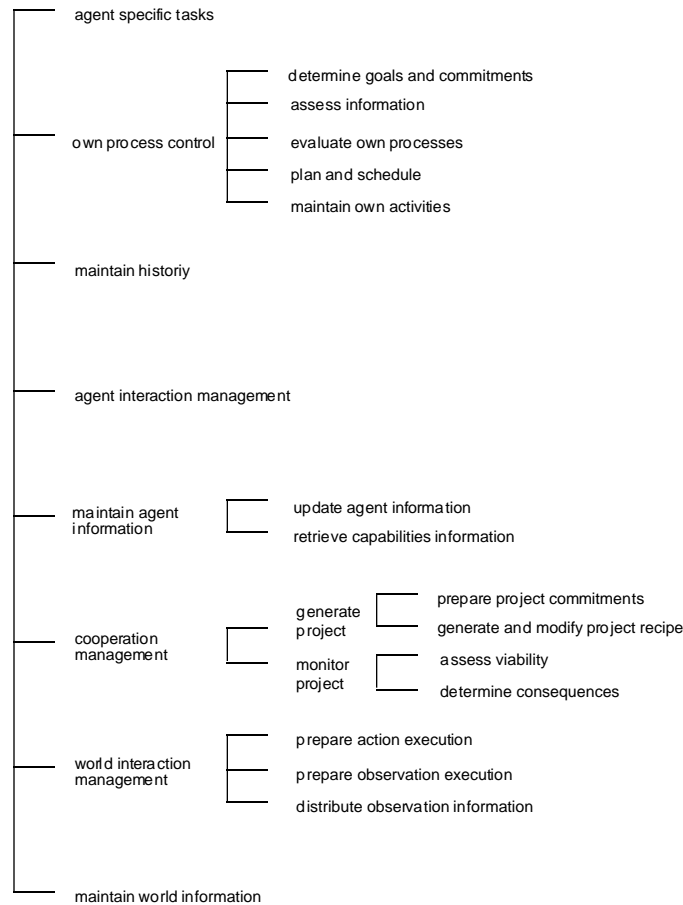 agent specific tasks
own process control
determine goals and commitments
assess information
evaluate own processes
plan and schedule
maintain own activities
maintain historiy
agent interaction management
maintain agent
information
update agent information
retrieve capabilities information
cooperation
management
generate
project
prepare project commitments
generate and modify project recipe
monitor
project
assess viability
determine consequences
world interaction
management
prepare action execution
prepare observation execution
distribute observation information
maintain world information